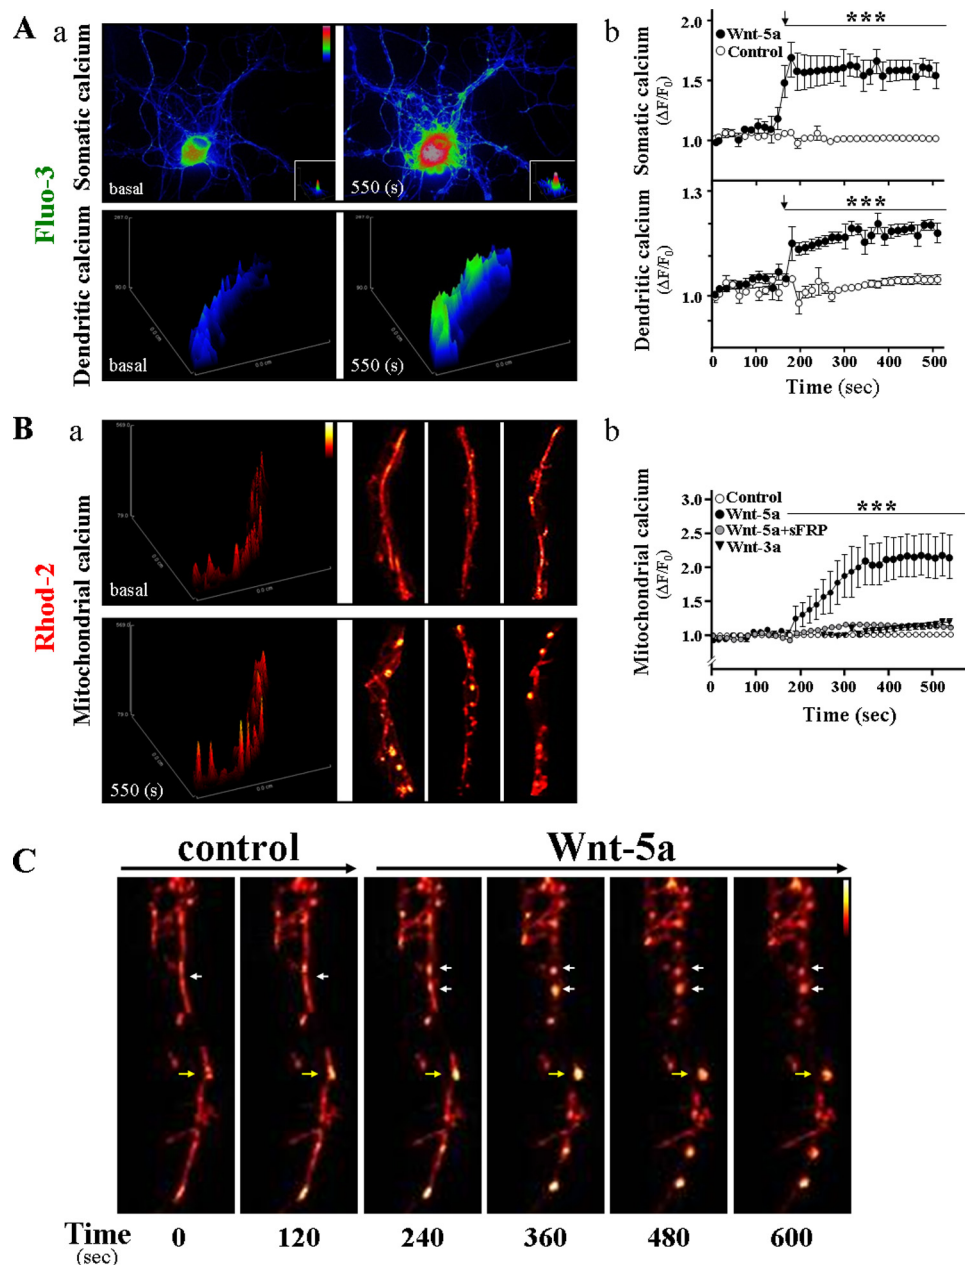 A
a
b
Fluo-3
Somatic calcium
basal
550 (s)
Dendritic calcium
basal
550 (s)
Somatic calcium
(ΔF/F0)
2.0
1.5
1.0
Wnt-5a
Control
***
Dendritic calcium
(ΔF/F0)
1.3
1.0
***
0 100 200 300 400 500
Time (sec)
B
a
b
Rhod-2
Mitochondrial calcium
basal
550 (s)
Mitochondrial calcium
(ΔF/F0)
3.0
2.5
2.0
1.5
1.0
Control
Wnt-5a
Wnt-5a+sFRP
Wnt-3a
***
0 100 200 300 400 500
Time (sec)
C
control
Wnt-5a
Time 0 120 240 360 480 600
(sec)